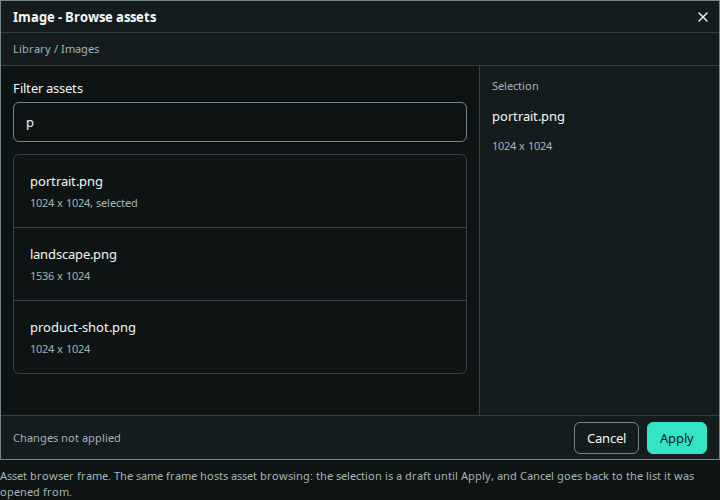 Image - Browse assets
Library / Images
Filter assets
p
portrait.png
1024 x 1024, selected
landscape.png
1536 x 1024
product-shot.png
1024 x 1024
Selection
portrait.png
1024 x 1024
Changes not applied
Cancel
Apply
Asset browser frame. The same frame hosts asset browsing: the selection is a draft until Apply, and Cancel goes back to the list it was
opened from.